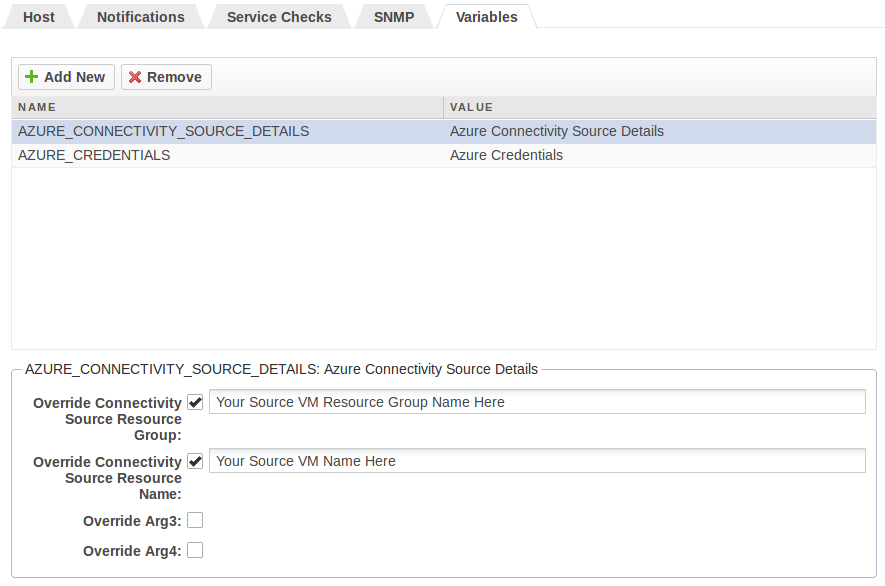 Host Notifications Service Checks SNMP Variables
Add New Remove
NAME VALUE
AZURE_CONNECTIVITY_SOURCE_DETAILS Azure Connectivity Source Details
AZURE_CREDENTIALS Azure Credentials
AZURE_CONNECTIVITY_SOURCE_DETAILS: Azure Connectivity Source Details
Override Connectivity Your Source VM Resource Group Name Here
Source Resource
Group:
Override Connectivity Your Source VM Name Here
Source Resource
Name:
Override Arg3:
Override Arg4: